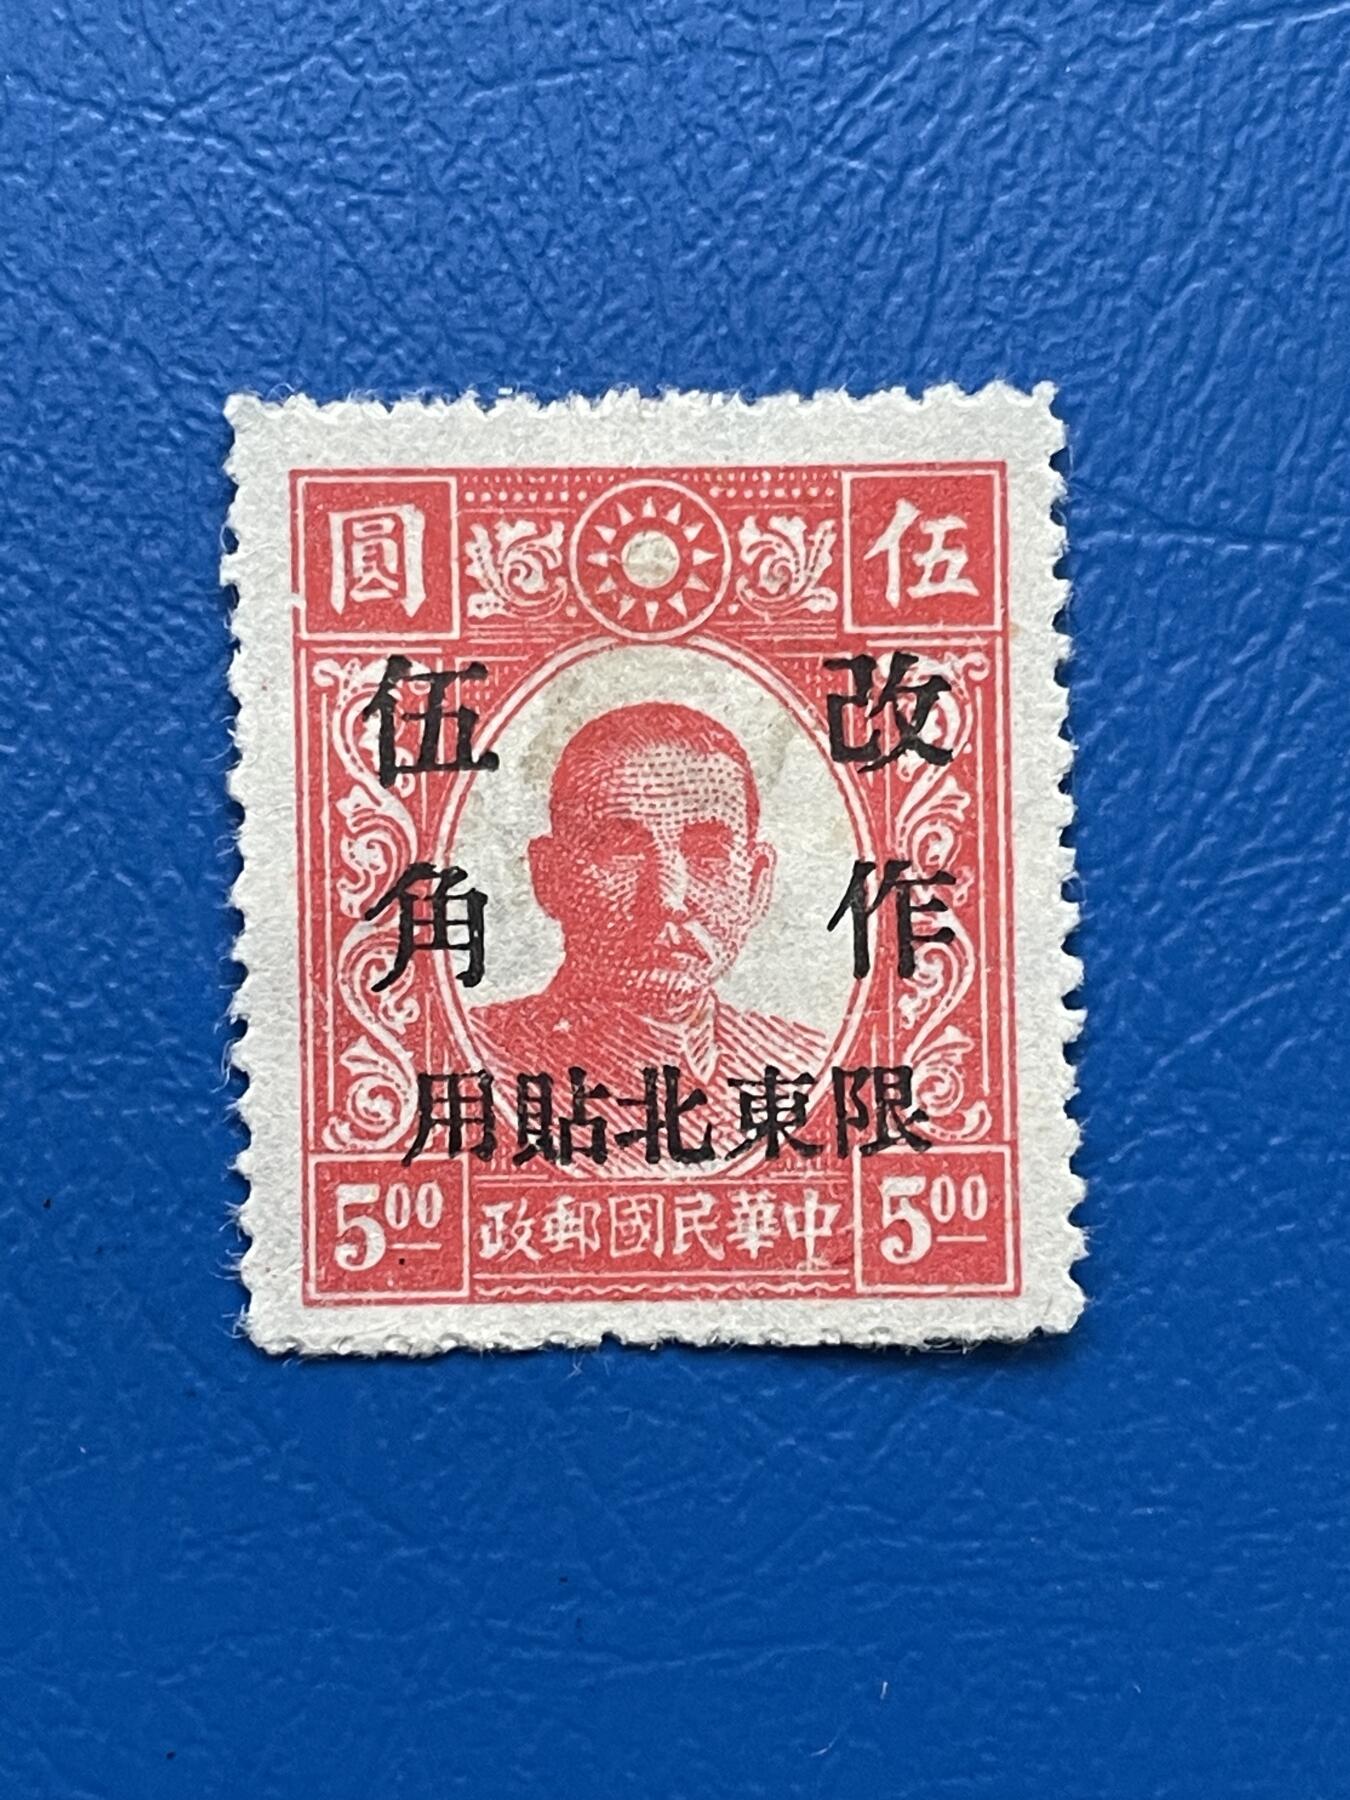 伍圓
改作
伍角
限東北貼用
5.00 5.00
中華民國郵政